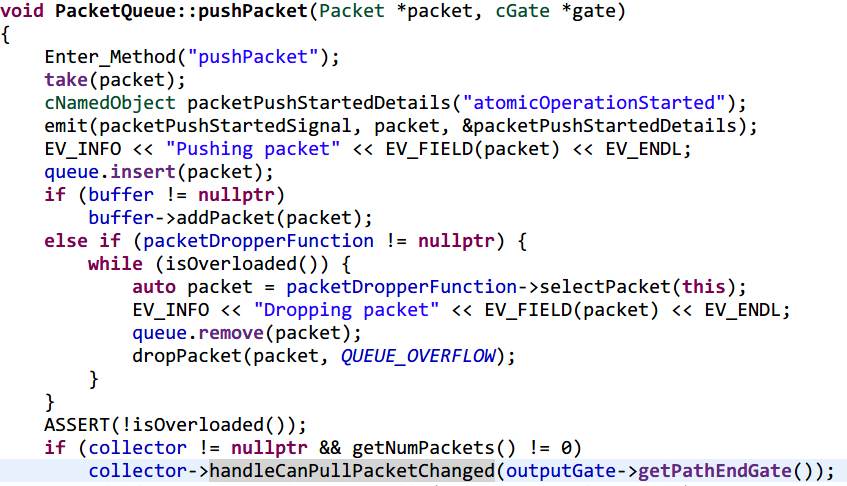 void PacketQueue::pushPacket(Packet *packet, cGate *gate)
{
    Enter_Method("pushPacket");
    take(packet);
    cNamedObject packetPushStartedDetails("atomicOperationStarted");
    emit(packetPushStartedSignal, packet, &packetPushStartedDetails);
    EV_INFO << "Pushing packet" << EV_FIELD(packet) << EV_ENDL;
    queue.insert(packet);
    if (buffer != nullptr)
        buffer->addPacket(packet);
    else if (packetDropperFunction != nullptr) {
        while (isOverloaded()) {
            auto packet = packetDropperFunction->selectPacket(this);
            EV_INFO << "Dropping packet" << EV_FIELD(packet) << EV_ENDL;
            queue.remove(packet);
            dropPacket(packet, QUEUE_OVERFLOW);
        }
    }
    ASSERT(!isOverloaded());
    if (collector != nullptr && getNumPackets() != 0)
        collector->handleCanPullPacketChanged(outputGate->getPathEndGate());